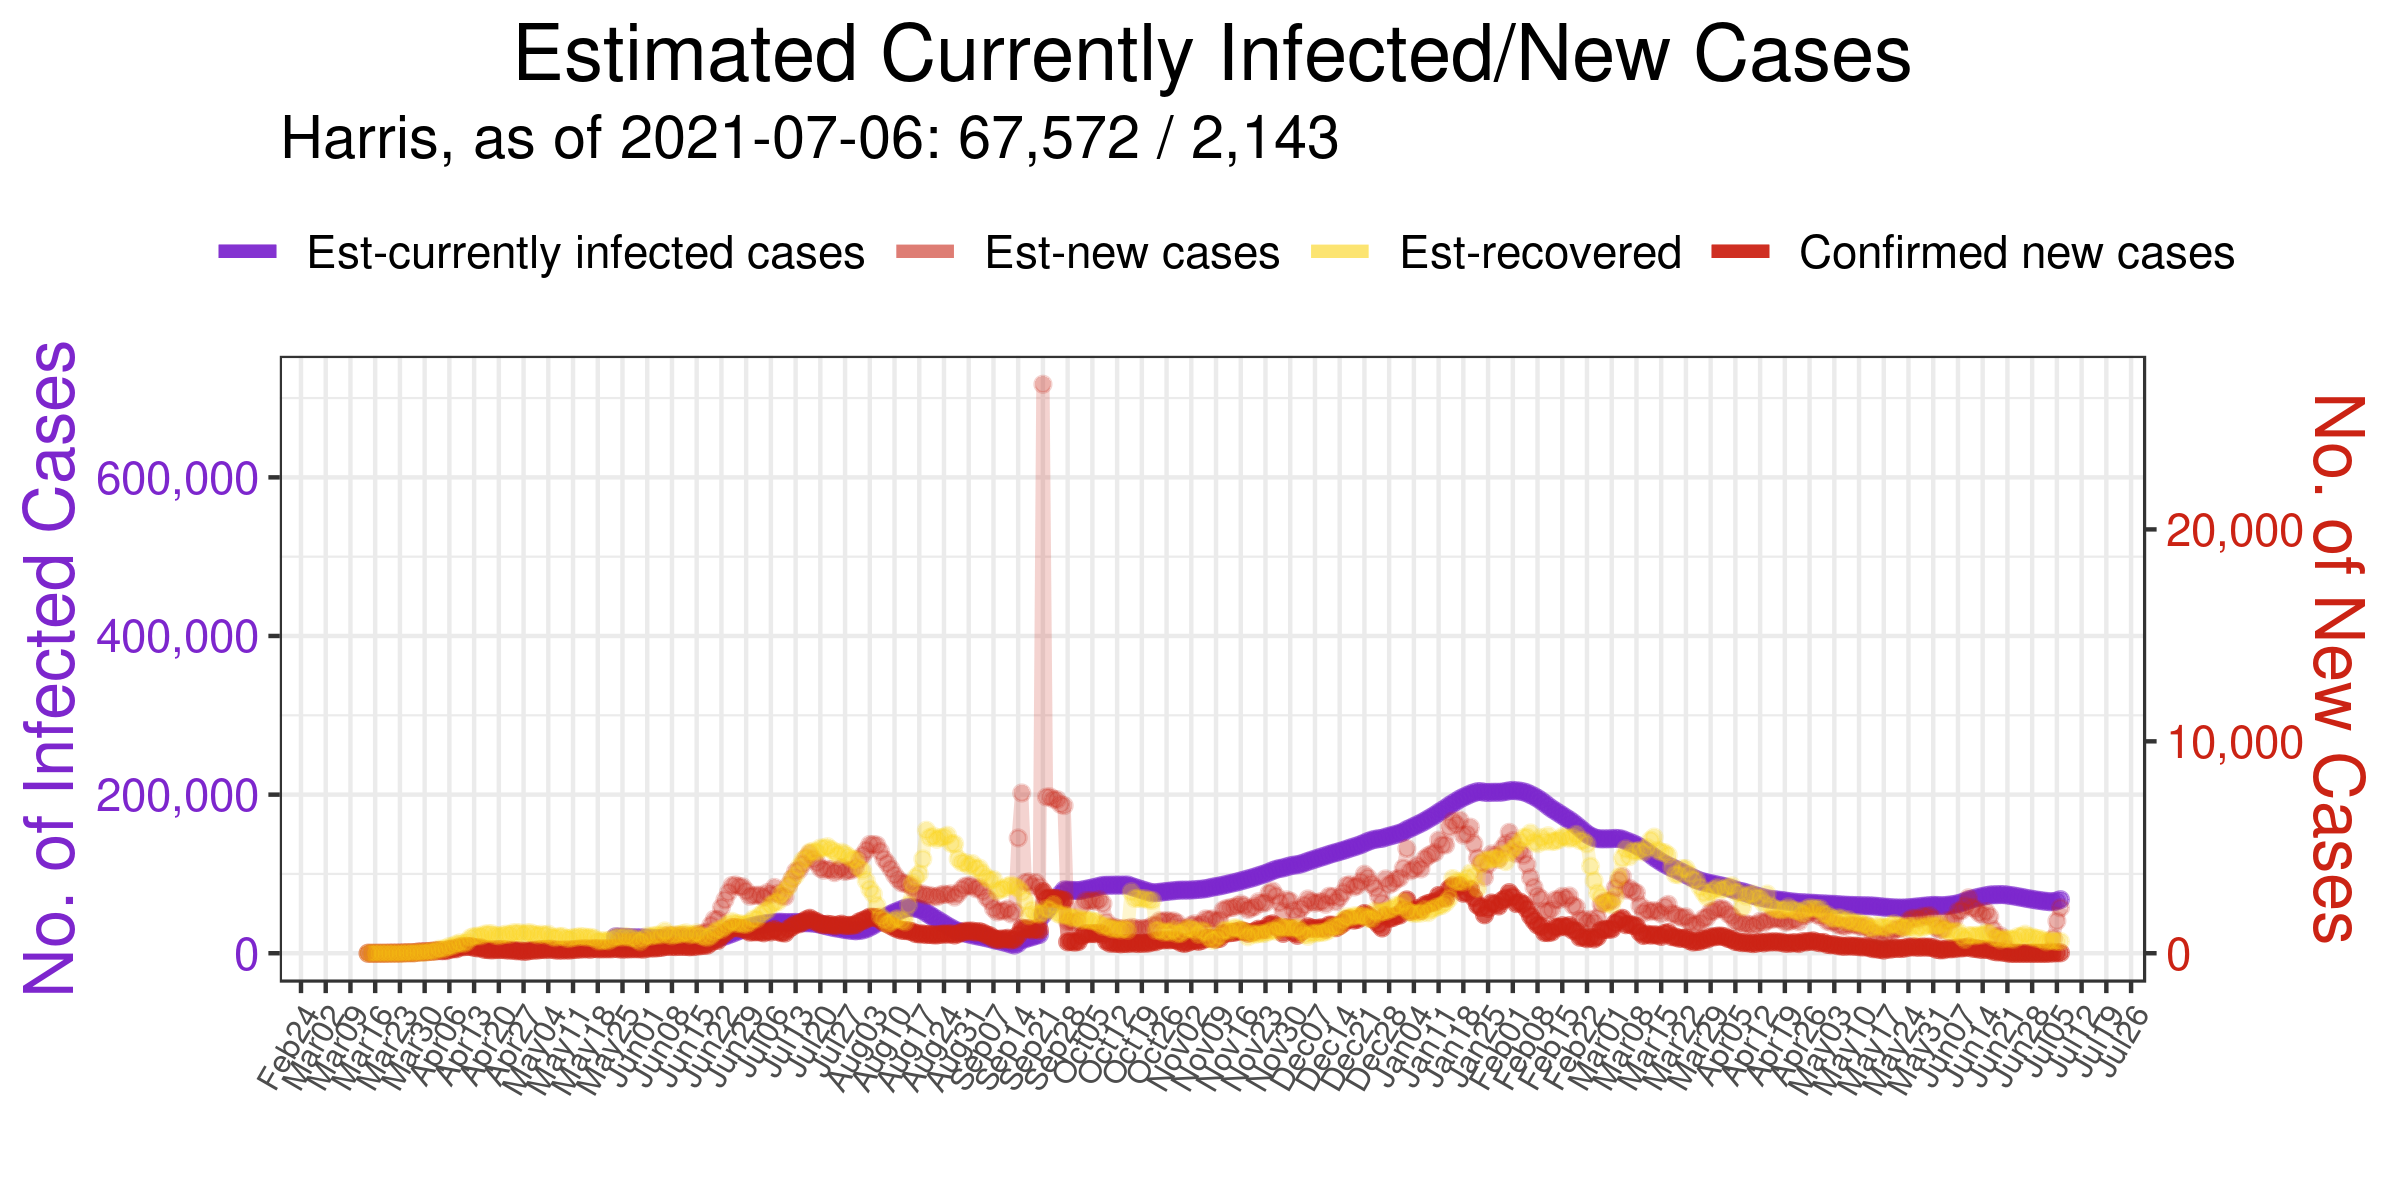 Estimated Currently Infected/New Cases
Harris, as of 2021-07-06: 67,572 / 2,143
Est-currently infected cases
Est-new cases
Est-recovered
Confirmed new cases
No. of Infected Cases
600,000
400,000
200,000
0
20,000
10,000
0
No. of New Cases
Feb24
Mar02
Mar09
Mar16
Mar23
Mar30
Apr06
Apr13
Apr20
Apr27
May04
May11
May18
May25
Jun01
Jun08
Jun15
Jun22
Jun29
Jul06
Jul13
Jul20
Jul27
Aug03
Aug10
Aug17
Aug24
Aug31
Sep07
Sep14
Sep21
Sep28
Oct05
Oct12
Oct19
Oct26
Nov02
Nov09
Nov16
Nov23
Nov30
Dec07
Dec14
Dec21
Dec28
Jan04
Jan11
Jan18
Jan25
Feb01
Feb08
Feb15
Feb22
Mar01
Mar08
Mar15
Mar22
Mar29
Apr05
Apr12
Apr19
Apr26
May03
May10
May17
May24
May31
Jun07
Jun14
Jun21
Jun28
Jul05
Jul12
Jul19
Jul26